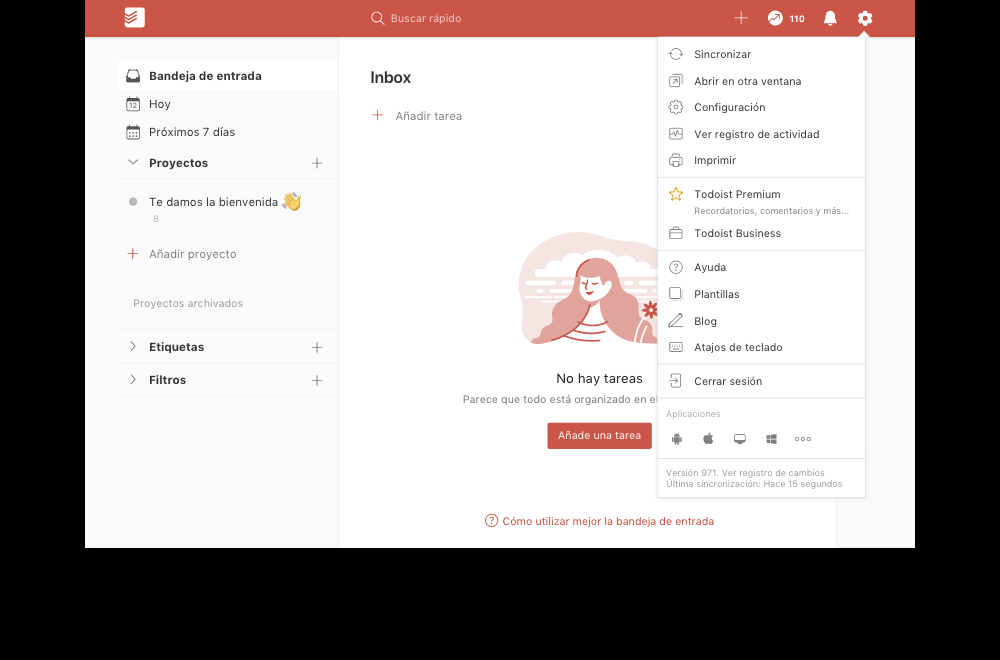 Buscar rápido
110
Bandeja de entrada
12
Hoy
Próximos 7 días
Proyectos
Te damos la bienvenida
8
Añadir proyecto
Proyectos archivados
Etiquetas
Filtros
Inbox
Añadir tarea
No hay tareas
Parece que todo está organizado en el
Añade una tarea
Cómo utilizar mejor la bandeja de entrada
Sincronizar
Abrir en otra ventana
Configuración
Ver registro de actividad
Imprimir
Todoist Premium
Recordatorios, comentarios y más...
Todoist Business
Ayuda
Plantillas
Blog
Atajos de teclado
Cerrar sesión
Aplicaciones
Versión 971. Ver registro de cambios
Última sincronización: Hace 15 segundos